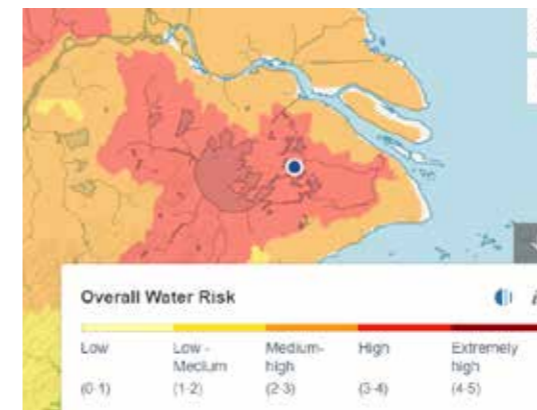 Overall Water Risk
Low
Low -
Medium
Medium-
high
High
Extremely
high
(0-1)
(1-2)
(2-3)
(3-4)
(4-5)